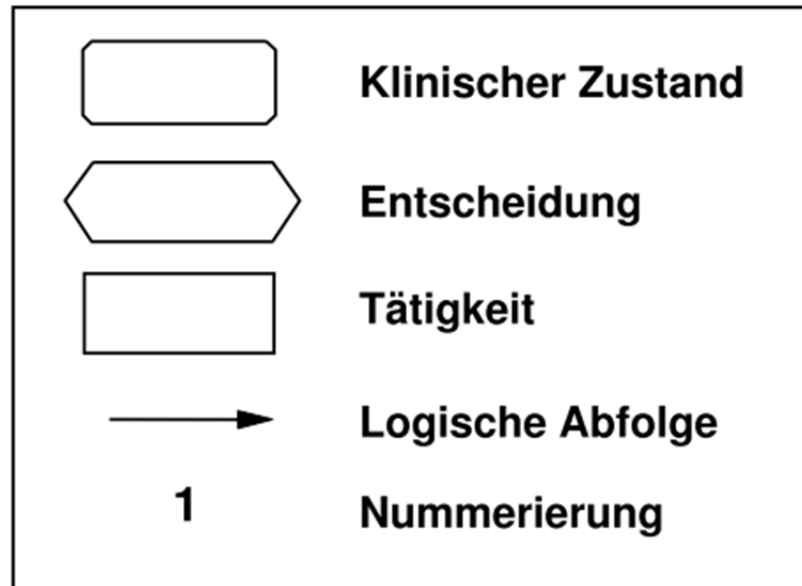 Klinischer Zustand
Entscheidung
Tätigkeit
Logische Abfolge
1 Nummerierung